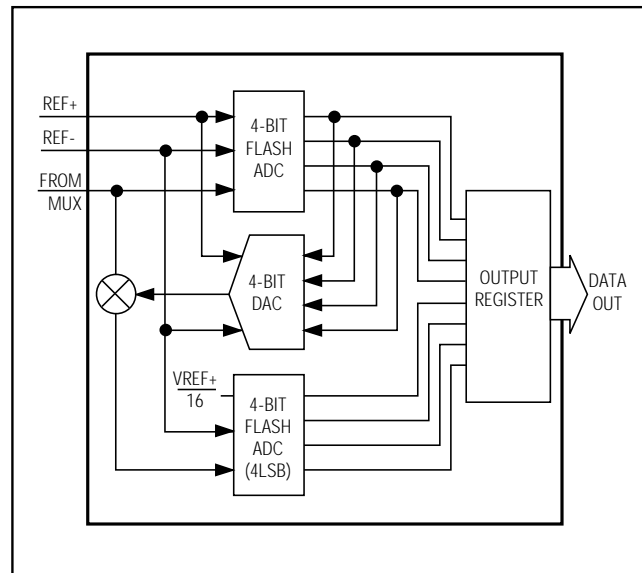 REF+
REF-
FROM
MUX
4-BIT
FLASH
ADC
4-BIT
DAC
VREF+
16
4-BIT
FLASH
ADC
(4LSB)
OUTPUT
REGISTER
DATA
OUT